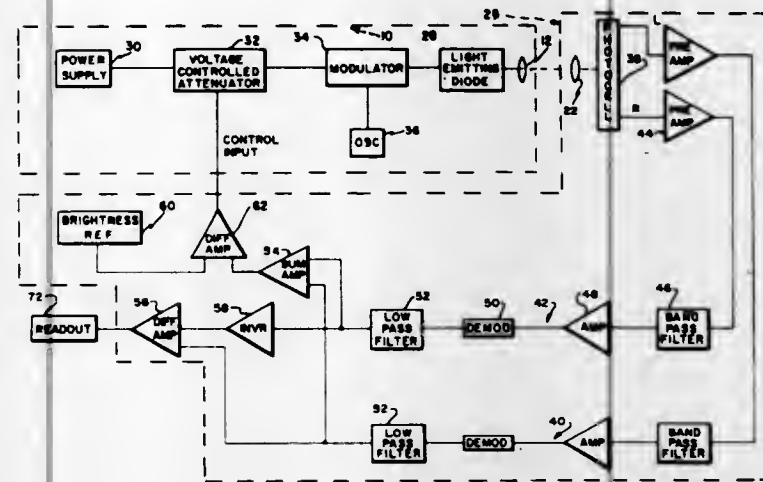 10
26
30
32
34
28
12
L
POWER
SUPPLY
VOLTAGE
CONTROLLED
ATTENUATOR
MODULATOR
LIGHT
EMITTING
DIODE
PHOTOCELL
38
PRE
AMP
22
R
PRE
AMP
44
OSC
36
CONTROL
INPUT
60
62
BRIGHTNESS
REF
DIFF
AMP
54
SUM
AMP
72
READOUT
56
DIFF
AMP
58
INVR
52
LOW
PASS
FILTER
50
DEMOD
42
48
AMP
46
BAND
PASS
FILTER
52
LOW
PASS
FILTER
DEMOD
40
AMP
BAND
PASS
FILTER